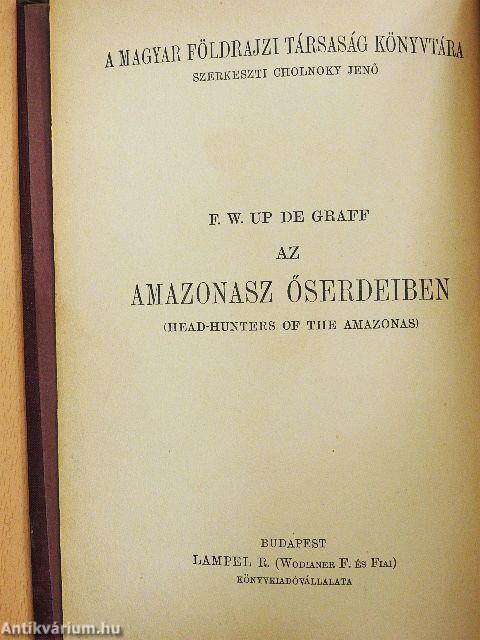 A MAGYAR FÖLDRAJZI TÁRSASÁG KÖNYVTÁRA
SZERKESZTI CHOLNOKY JENŐ
F. W. UP DE GRAFF
AZ
AMAZONASZ ŐSERDEIBEN
(HEAD-HUNTERS OF THE AMAZONAS)
BUDAPEST
LAMPEL R. (WODIANER F. ÉS FIAI)
KÖNYVKIADÓVÁLLALATA
Antikvárium.hu